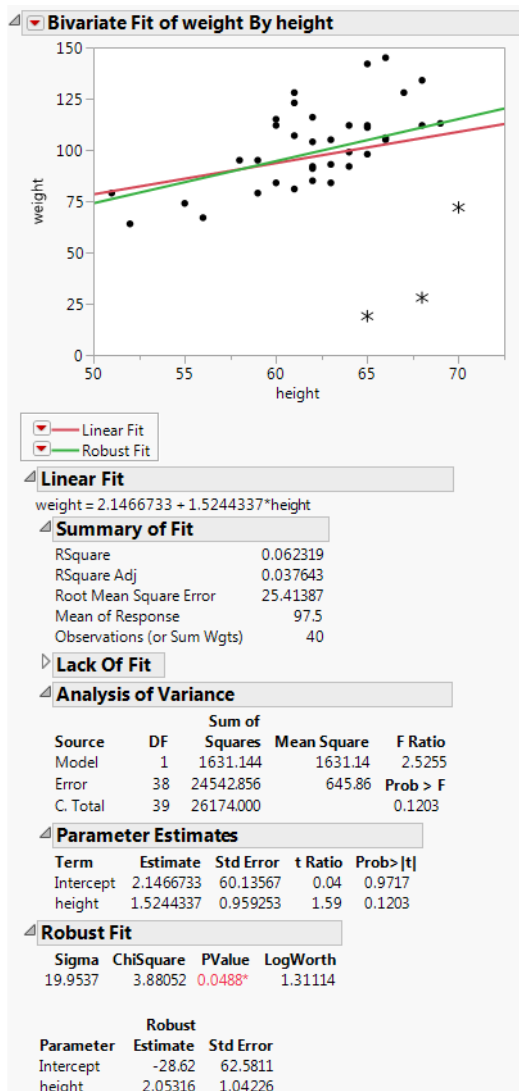 Bivariate Fit of weight By height
150
125
100
75
50
25
0
weight
50 55 60 65 70
height
Linear Fit
Robust Fit
Linear Fit
weight = 2.1466733 + 1.5244337*height
Summary of Fit
RSquare 0.062319
RSquare Adj 0.037643
Root Mean Square Error 25.41387
Mean of Response 97.5
Observations (or Sum Wgts) 40
Lack Of Fit
Analysis of Variance
Sum of
Source DF Squares Mean Square F Ratio
Model 1 1631.144 1631.14 2.5255
Error 38 24542.856 645.86 Prob > F
C. Total 39 26174.000 0.1203
Parameter Estimates
Term Estimate Std Error t Ratio Prob>|t|
Intercept 2.1466733 60.13567 0.04 0.9717
height 1.5244337 0.959253 1.59 0.1203
Robust Fit
Sigma ChiSquare PValue LogWorth
19.9537 3.88052 0.0488* 1.31114
Robust
Parameter Estimate Std Error
Intercept -28.62 62.5811
height 2.05316 1.04226